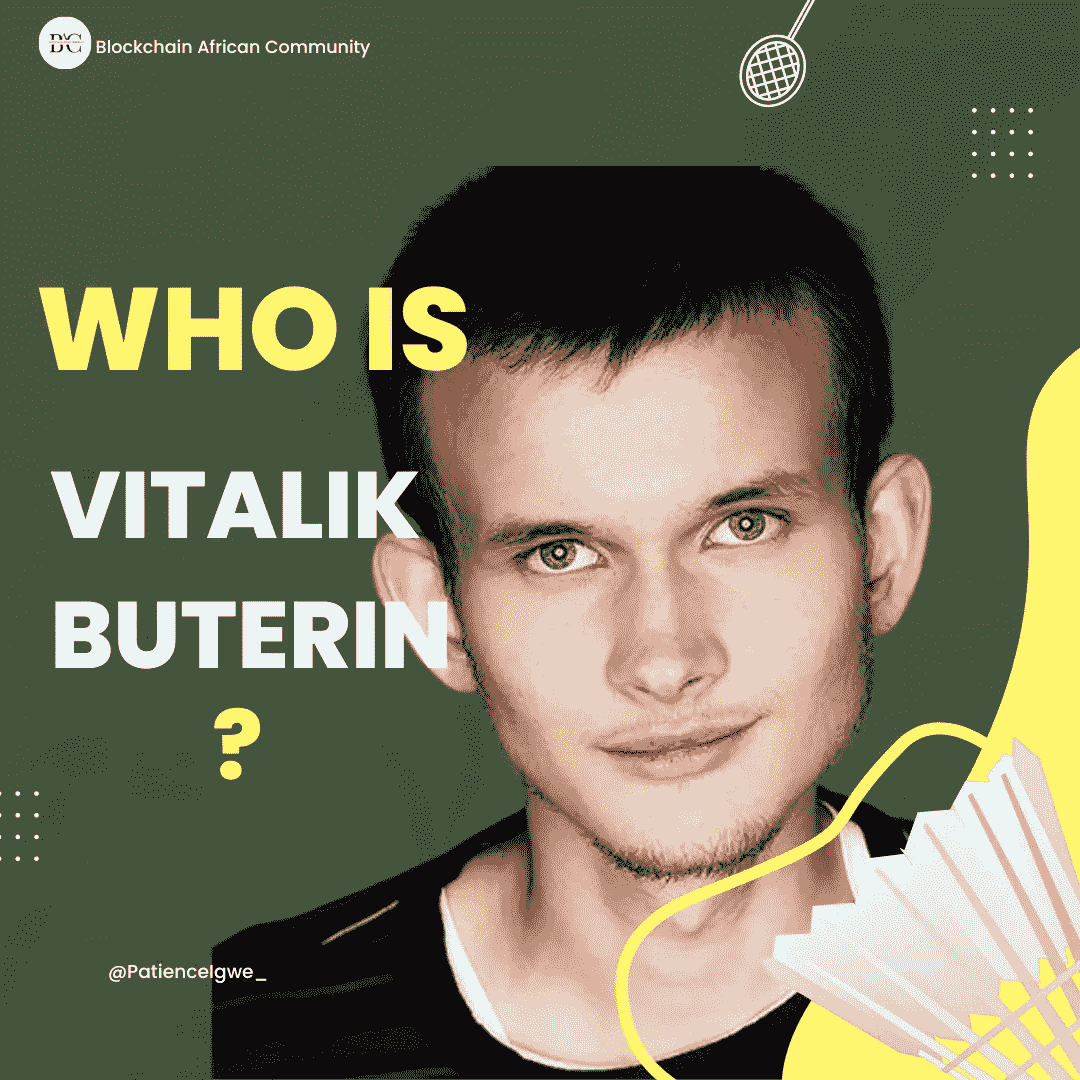 BC Blockchain African Community
WHO IS
VITALIK
BUTERIN
?
@PatienceIgwe_